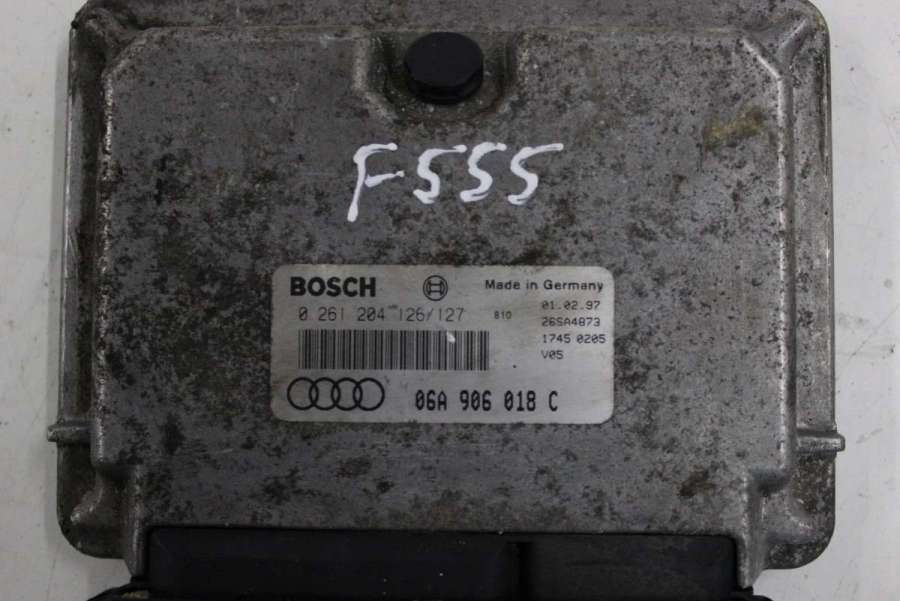 F555
BOSCH Made in Germany
0 261 204 126/127 810 01.02.97
26SA4873
1745 0205
V05
06A 906 018 C